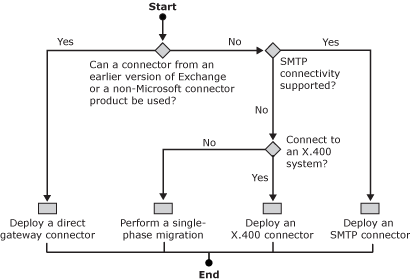 Start
Yes
No
Yes
Can a connector from an
earlier version of Exchange
or a non-Microsoft connector
product be used?
SMTP
connectivity
supported?
No
Connect to
an X.400
system?
No
Yes
Deploy a direct
gateway connector
Perform a single-
phase migration
Deploy an
X.400 connector
Deploy an
SMTP connector
End